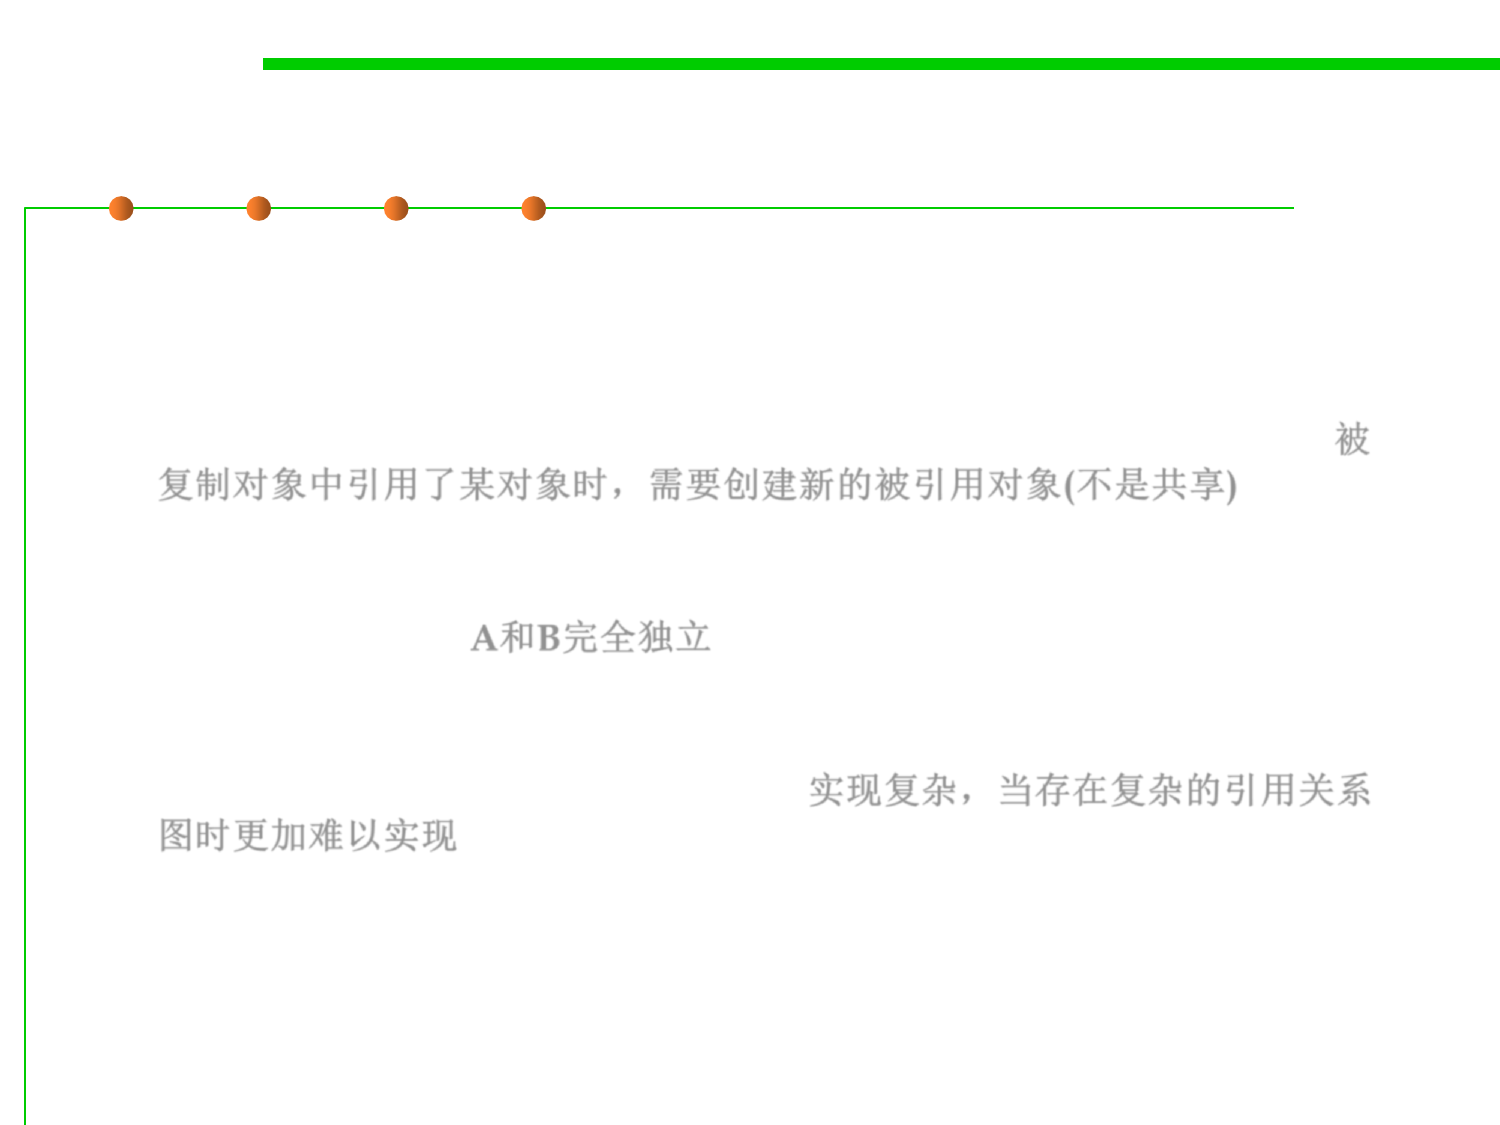 被
复制对象中引用了某对象时，需要创建新的被引用对象(不是共享)
A和B完全独立
实现复杂，当存在复杂的引用关系
图时更加难以实现